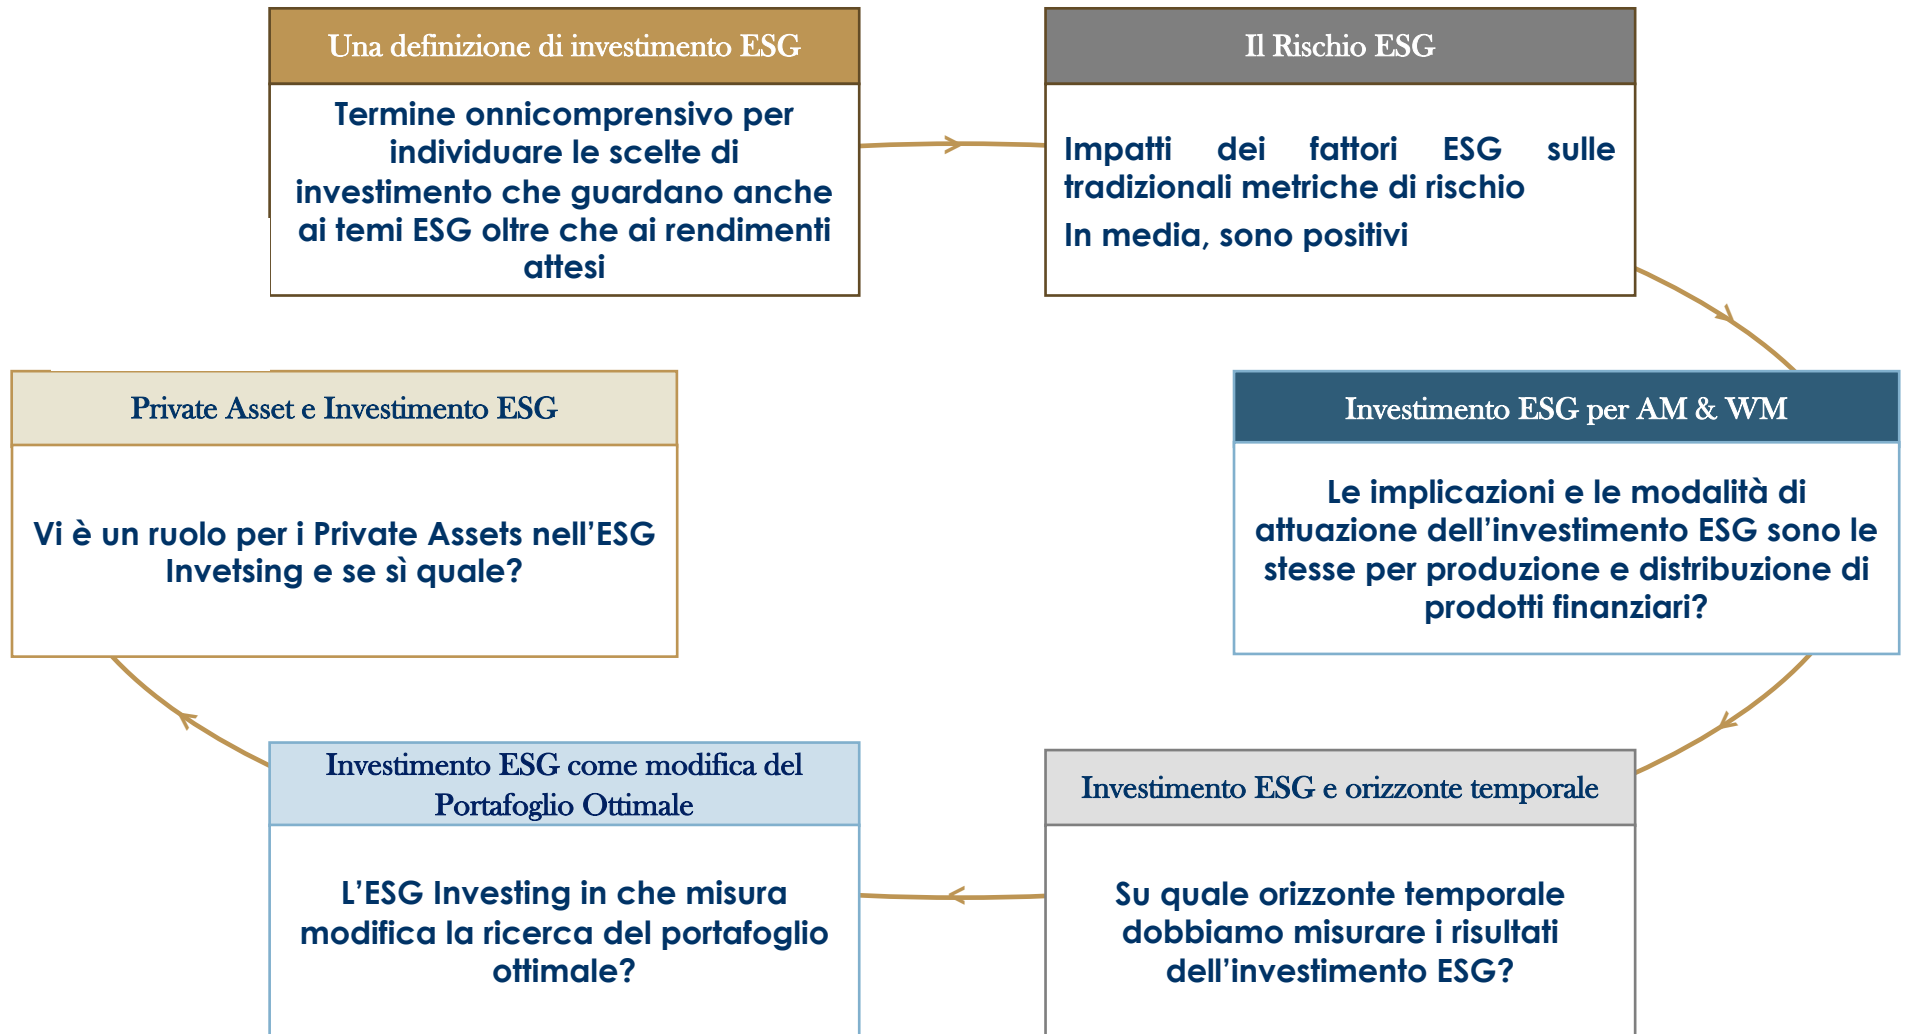 Una definizione di investimento ESG
Termine onnicomprensivo per
individuare le scelte di
investimento che guardano anche
ai temi ESG oltre che ai rendimenti
attesi
Il Rischio ESG
Impatti dei fattori ESG sulle
tradizionali metriche di rischio
In media, sono positivi
Investimento ESG per AM & WM
Le implicazioni e le modalità di
attuazione dell’investimento ESG sono le
stesse per produzione e distribuzione di
prodotti finanziari?
Investimento ESG e orizzonte temporale
Su quale orizzonte temporale
dobbiamo misurare i risultati
dell’investimento ESG?
Investimento ESG come modifica del
Portafoglio Ottimale
L’ESG Investing in che misura
modifica la ricerca del portafoglio
ottimale?
Private Asset e Investimento ESG
Vi è un ruolo per i Private Assets nell’ESG
Invetsing e se sì quale?